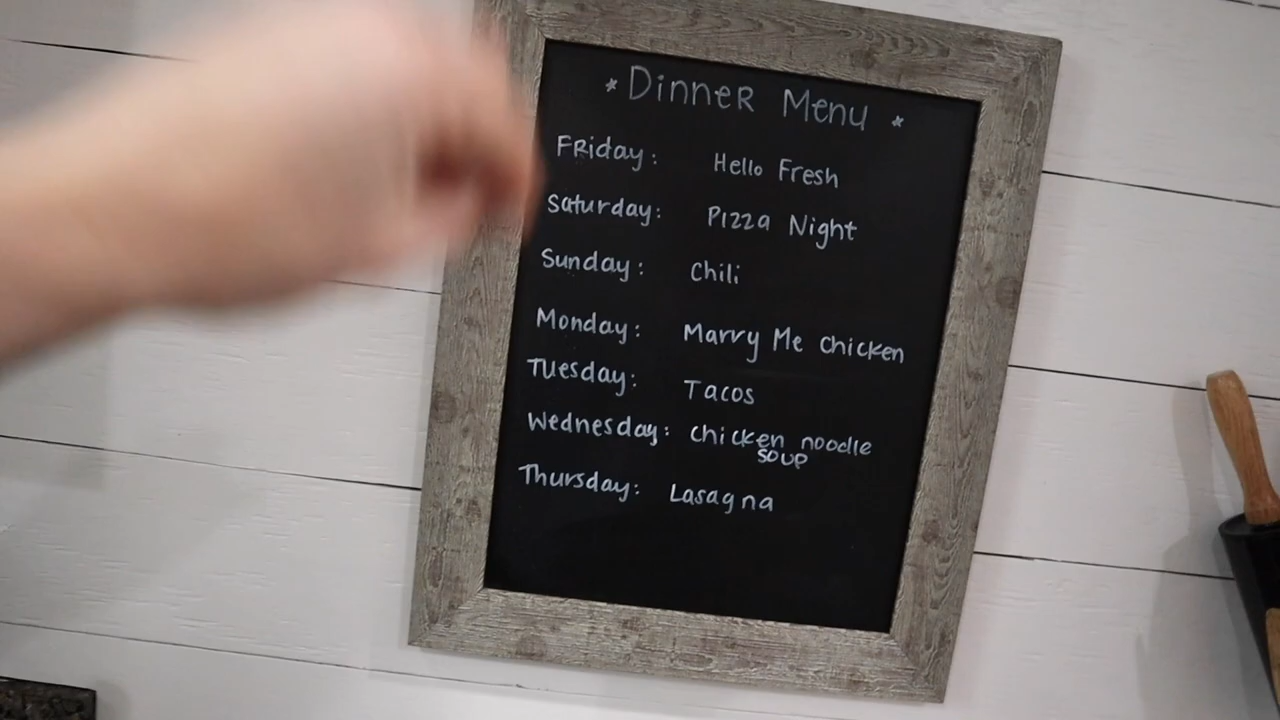 * Dinner Menu *
Friday: Hello Fresh
Saturday: Pizza Night
Sunday: Chili
Monday: Marry Me Chicken
Tuesday: Tacos
Wednesday: Chicken noodle
soup
Thursday: Lasagna